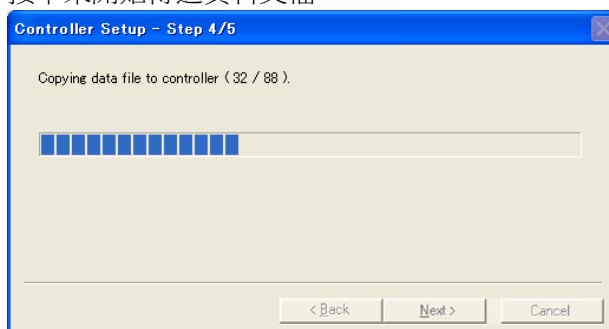 Controller Setup - Step 4/5
Copying data file to controller ( 32 / 88 ).
< Back
Next >
Cancel